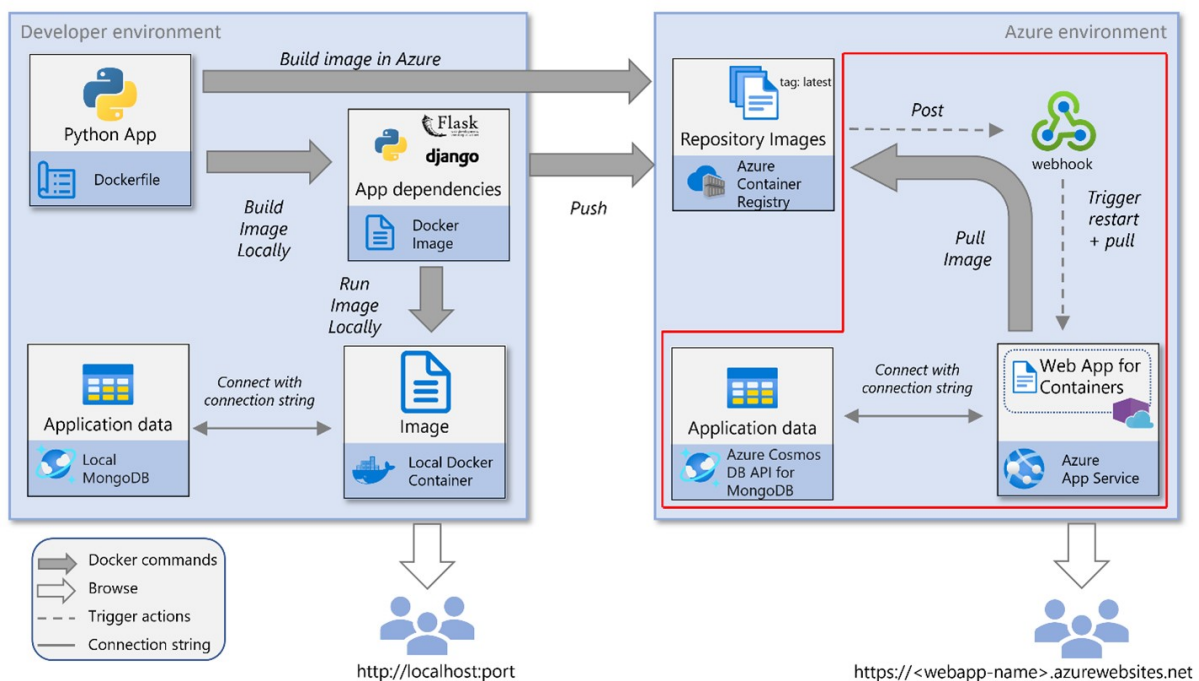 Developer environment
Python App
Dockerfile
Build image in Azure
Build
Image
Locally
Flask
django
App dependencies
Docker
Image
Push
Run
Image
Locally
Application data
Local
MongoDB
Connect with
connection string
Image
Local Docker
Container
Azure environment
tag: latest
Repository Images
Azure
Container
Registry
Post
webhook
Trigger
restart
+ pull
Pull
Image
Application data
Azure Cosmos
DB API for
MongoDB
Connect with
connection string
Web App for
Containers
Azure
App Service
Docker commands
Browse
Trigger actions
Connection string
http://localhost:port
https://<webapp-name>.azurewebsites.net